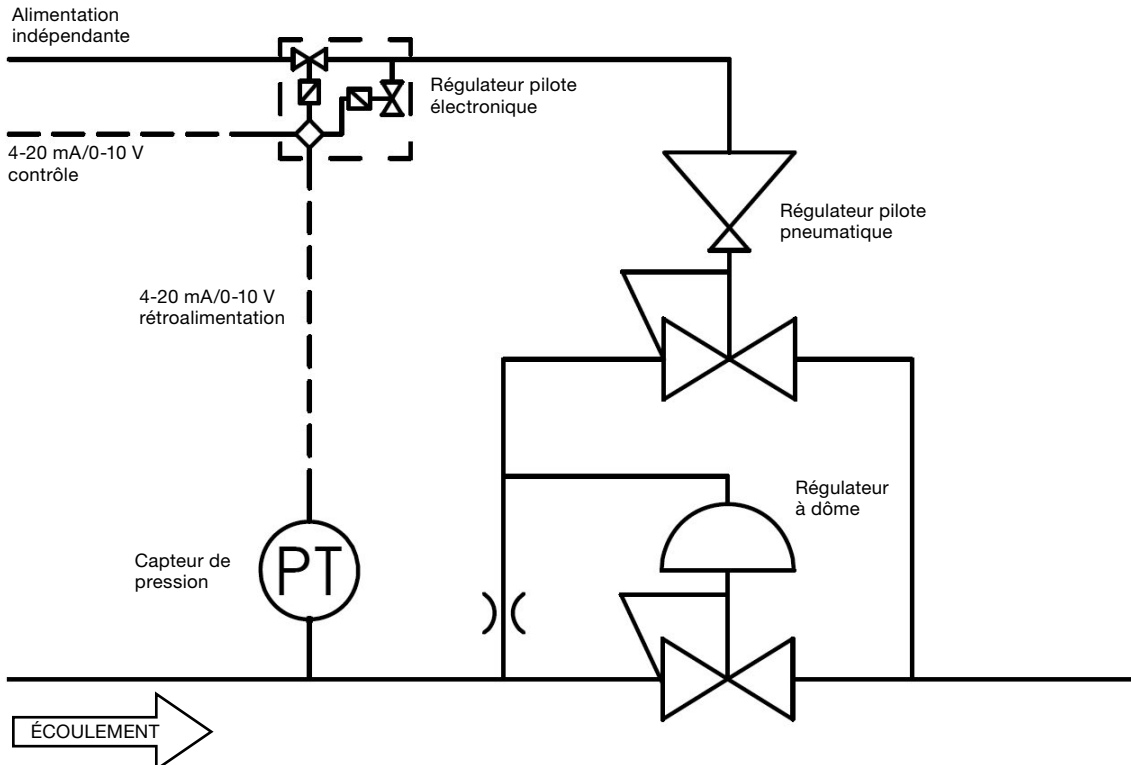 Alimentation
indépendante
Régulateur pilote
électronique
4-20 mA/0-10 V
contrôle
Régulateur pilote
pneumatique
4-20 mA/0-10 V
rétroalimentation
Régulateur
à dôme
Capteur de
pression
PT
ÉCOULEMENT